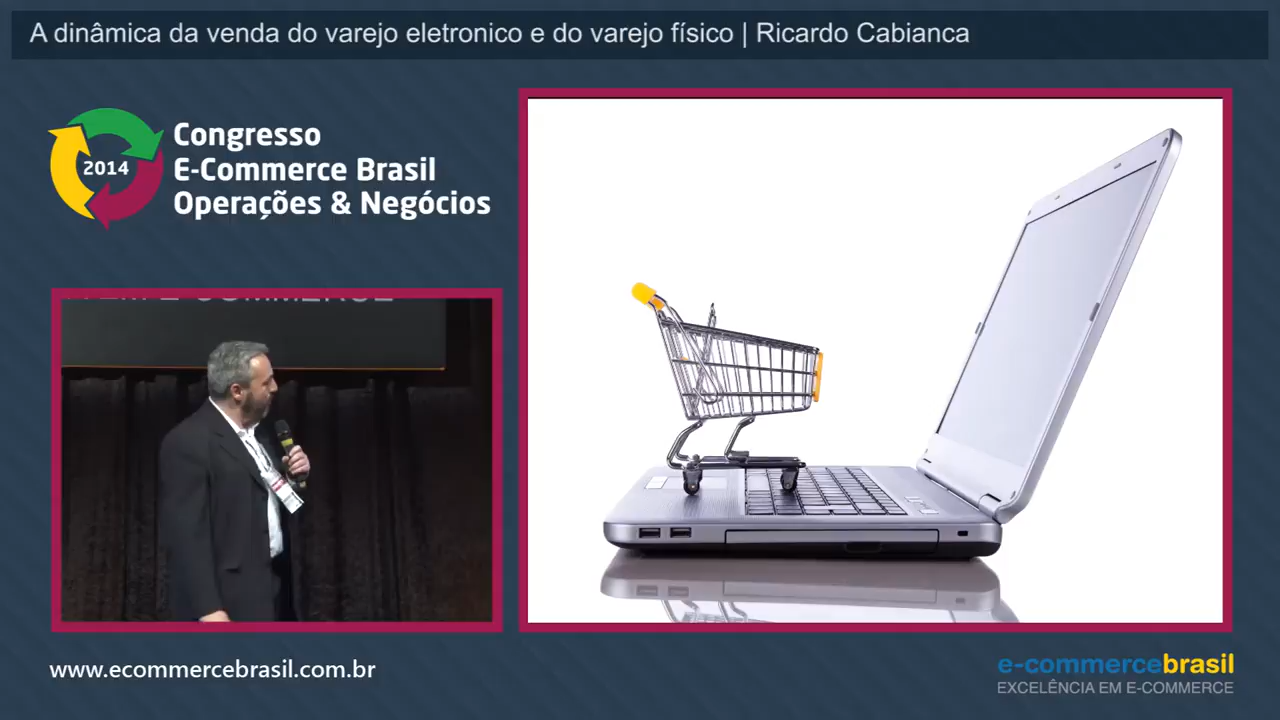 A dinâmica da venda do varejo eletronico e do varejo físico | Ricardo Cabianca
2014
Congresso
E-Commerce Brasil
Operações & Negócios
COMMERCE
www.ecommercebrasil.com.br
e-commercebrasil
EXCELÊNCIA EM E-COMMERCE